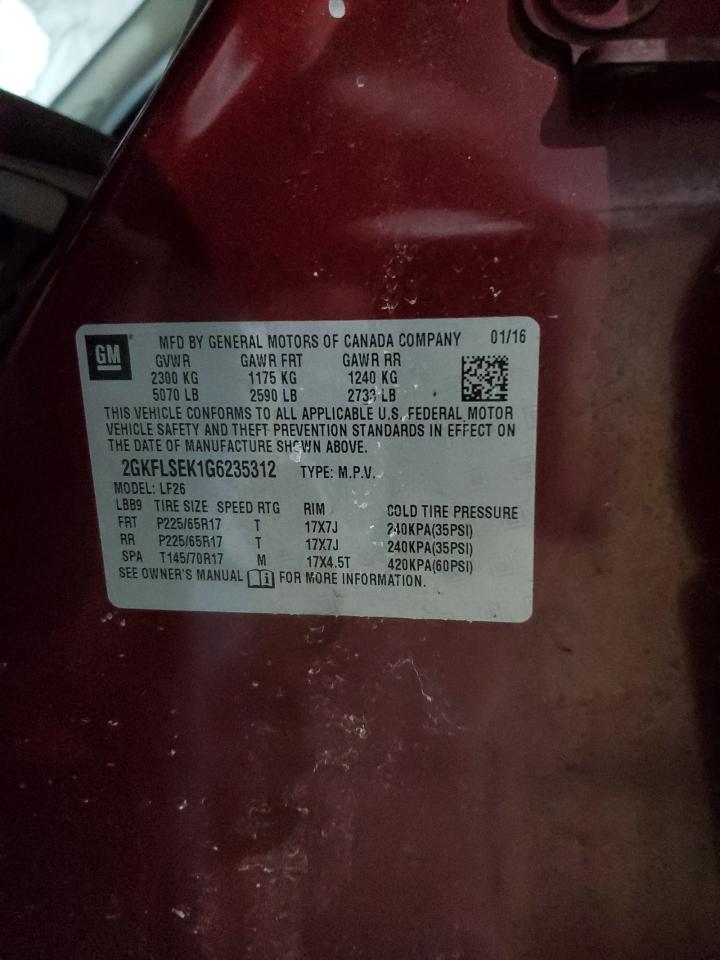 GM MFD BY GENERAL MOTORS OF CANADA COMPANY 01/16
GVWR GAWR FRT GAWR RR
2300 KG 1175 KG 1240 KG
5070 LB 2590 LB 2733 LB
THIS VEHICLE CONFORMS TO ALL APPLICABLE U.S. FEDERAL MOTOR
VEHICLE SAFETY AND THEFT PREVENTION STANDARDS IN EFFECT ON
THE DATE OF MANUFACTURE SHOWN ABOVE.
2GKFLSEK1G6235312 TYPE: M.P.V.
MODEL: LF26
LBB9 TIRE SIZE SPEED RTG RIM COLD TIRE PRESSURE
FRT P225/65R17 T 17X7J 240KPA(35PSI)
RR P225/65R17 T 17X7J 240KPA(35PSI)
SPA T145/70R17 M 17X4.5T 420KPA(60PSI)
SEE OWNER'S MANUAL FOR MORE INFORMATION.